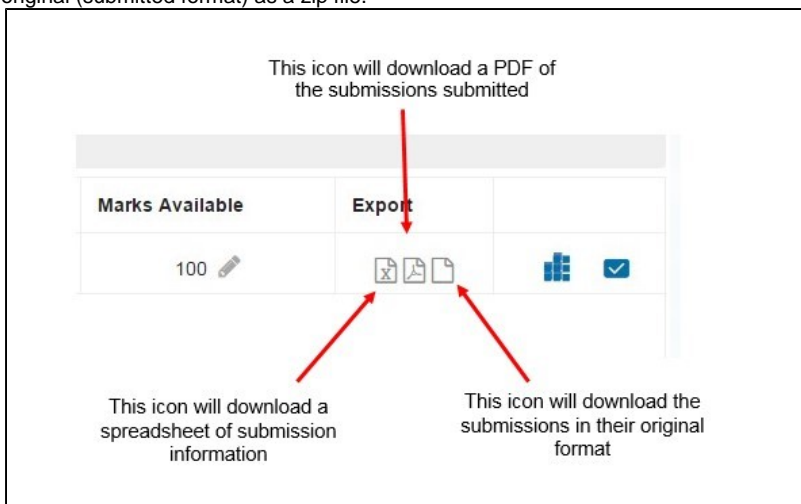 original (submitted format) as a zip file.
This icon will download a PDF of
the submissions submitted
Marks Available
Export
100
This icon will download a
spreadsheet of submission
information
This icon will download the
submissions in their original
format